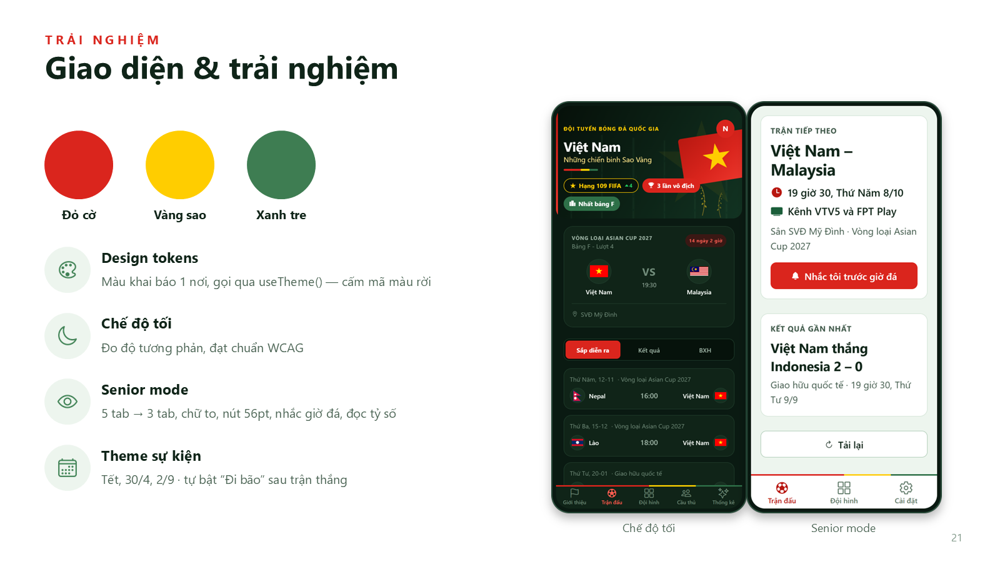 TRẢI NGHIỆM
Giao diện & trải nghiệm
Đỏ cờ
Vàng sao
Xanh tre
Design tokens
Màu khai báo 1 nơi, gọi qua useTheme() — cấm mã màu rời
Chế độ tối
Đo độ tương phản, đạt chuẩn WCAG
Senior mode
5 tab → 3 tab, chữ to, nút 56pt, nhắc giờ đá, đọc tỷ số
Theme sự kiện
Tết, 30/4, 2/9 · tự bật “Đi bão” sau trận thắng
ĐỘI TUYỂN BÓNG ĐÁ QUỐC GIA
N
Việt Nam
Những chiến binh Sao Vàng
Hạng 109 FIFA 4
3 lần vô địch
Nhất bảng F
VÒNG LOẠI ASIAN CUP 2027
14 ngày 2 giờ
Bảng F - Lượt 4
VS
19:30
Việt Nam
Malaysia
SVĐ Mỹ Đình
Sắp diễn ra
Kết quả
BXH
Thứ Năm, 12-11 · Vòng loại Asian Cup 2027
Nepal
16:00
Việt Nam
Thứ Ba, 15-12 · Vòng loại Asian Cup 2027
Lào
18:00
Việt Nam
Thứ Tư, 20-01 · Giao hữu quốc tế
Giới thiệu
Trận đấu
Đội hình
Cầu thủ
Thống kê
Chế độ tối
TRẬN TIẾP THEO
Việt Nam –
Malaysia
19 giờ 30, Thứ Năm 8/10
Kênh VTV5 và FPT Play
Sân SVĐ Mỹ Đình · Vòng loại Asian
Cup 2027
Nhắc tôi trước giờ đá
KẾT QUẢ GẦN NHẤT
Việt Nam thắng
Indonesia 2 – 0
Giao hữu quốc tế · 19 giờ 30, Thứ
Tư 9/9
Tải lại
Trận đấu
Đội hình
Cài đặt
Senior mode
21